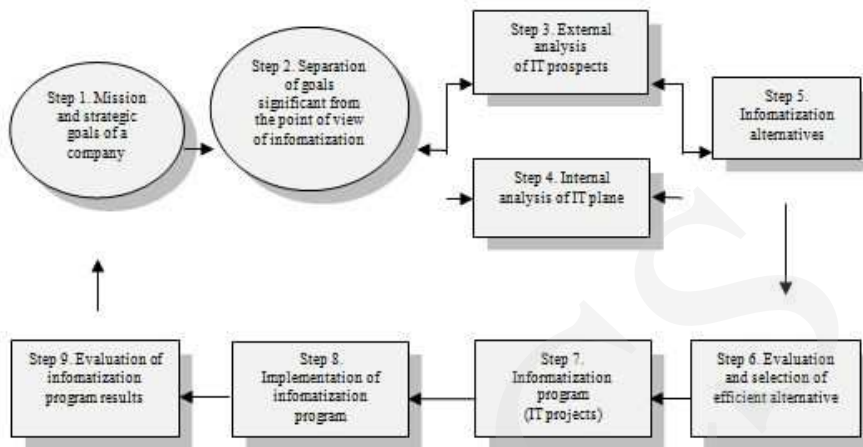 Step 1. Mission
and strategic
goals of a
company
Step 2. Separation
of goals
significant from
the point of view
of infomatization
Step 3. External
analysis
of IT prospects
Step 4. Internal
analysis of IT plane
Step 5.
Infomatization
alternatives
Step 6. Evaluation
and selection of
efficient alternative
Step 7.
Informatization
program
(IT projects)
Step 8.
Implementation of
infomatization
program
Step 9. Evaluation of
infomatization
program results